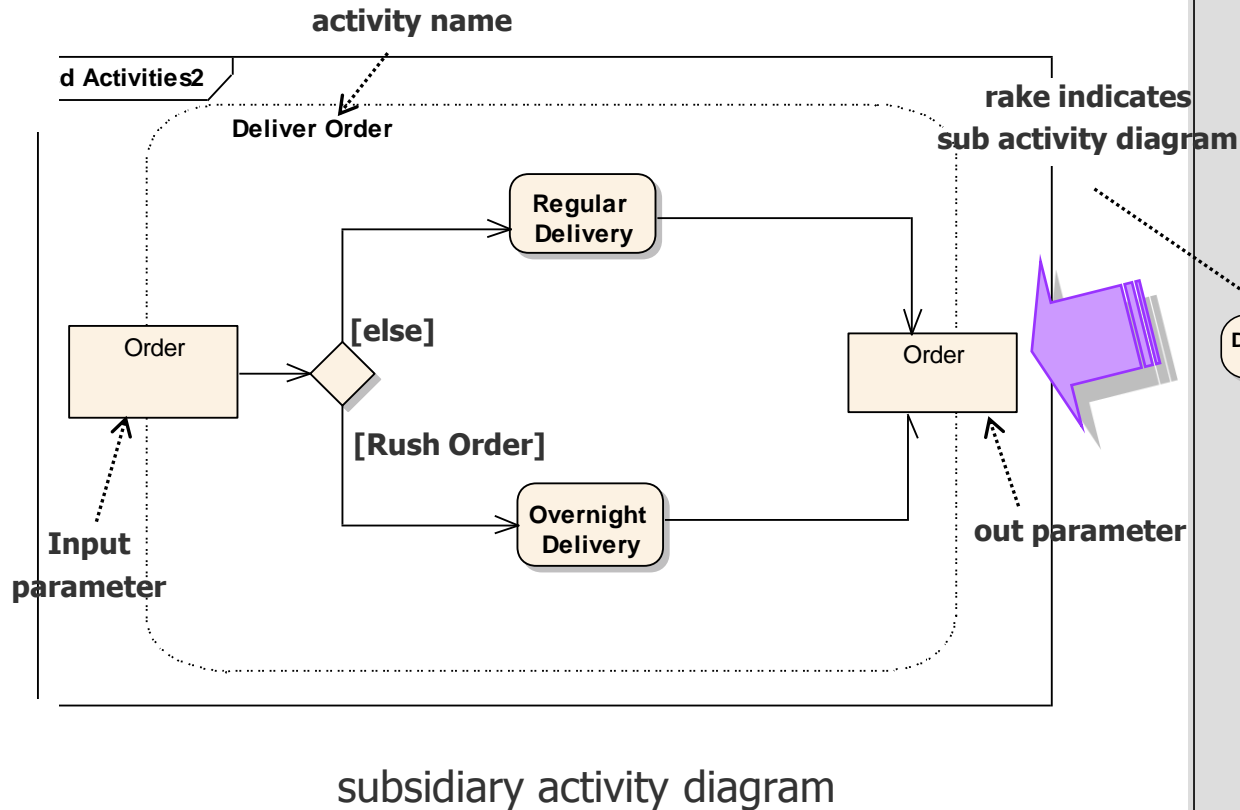 activity name
d Activities2
rake indicates
sub activity diagram
Deliver Order
Regular
Delivery
[else]
Order
Order
D
[Rush Order]
Overnight
Delivery
Input
parameter
out parameter
subsidiary activity diagram